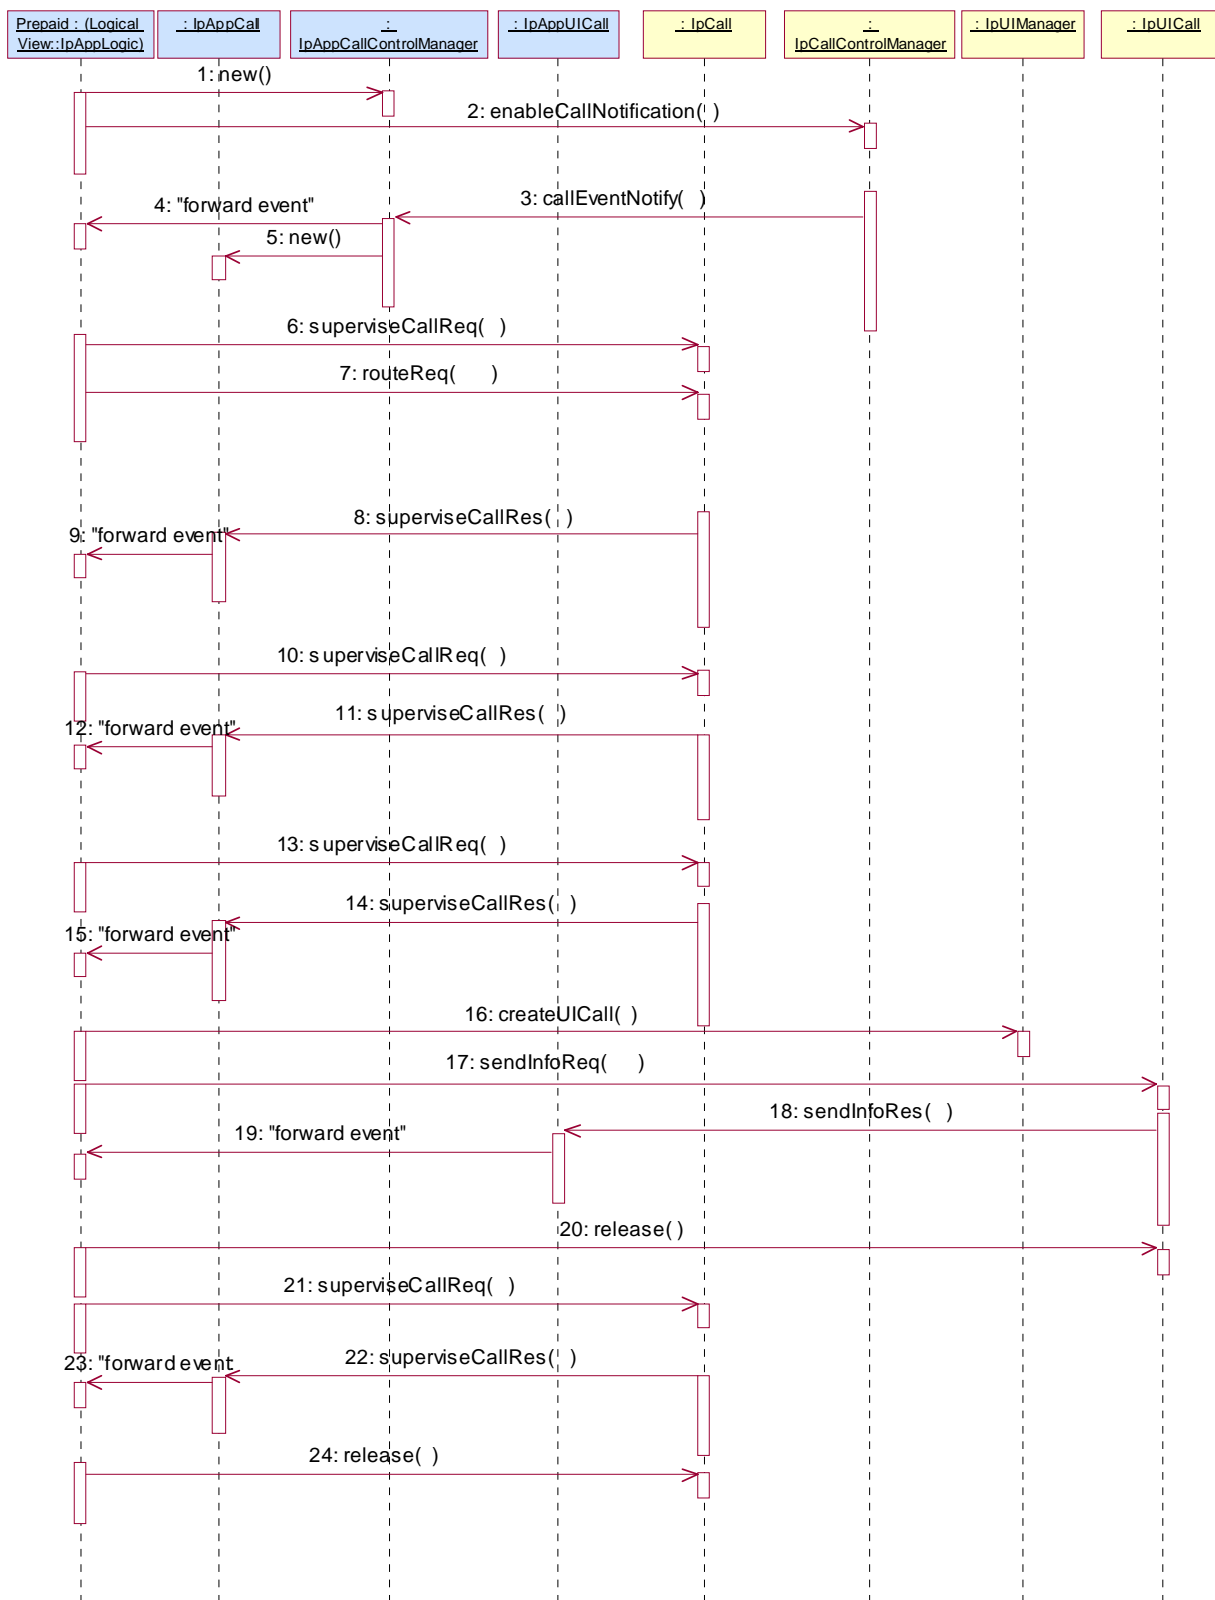 Prepaid : (Logical
View::IpAppLogic)
: IpAppCall
:
IpAppCallControlManager
: IpAppUICall
: IpCall
:
IpCallControlManager
: IpUIManager
: IpUICall
1: new()
2: enableCallNotification( )
3: callEventNotify( )
4: "forward event"
5: new()
6: superviseCallReq( )
7: routeReq( )
8: superviseCallRes( )
9: "forward event"
10: superviseCallReq( )
11: superviseCallRes( )
12: "forward event"
13: superviseCallReq( )
14: superviseCallRes( )
15: "forward event"
16: createUICall( )
17: sendInfoReq( )
18: sendInfoRes( )
19: "forward event"
20: release( )
21: superviseCallReq( )
22: superviseCallRes( )
23: "forward event:
24: release( )